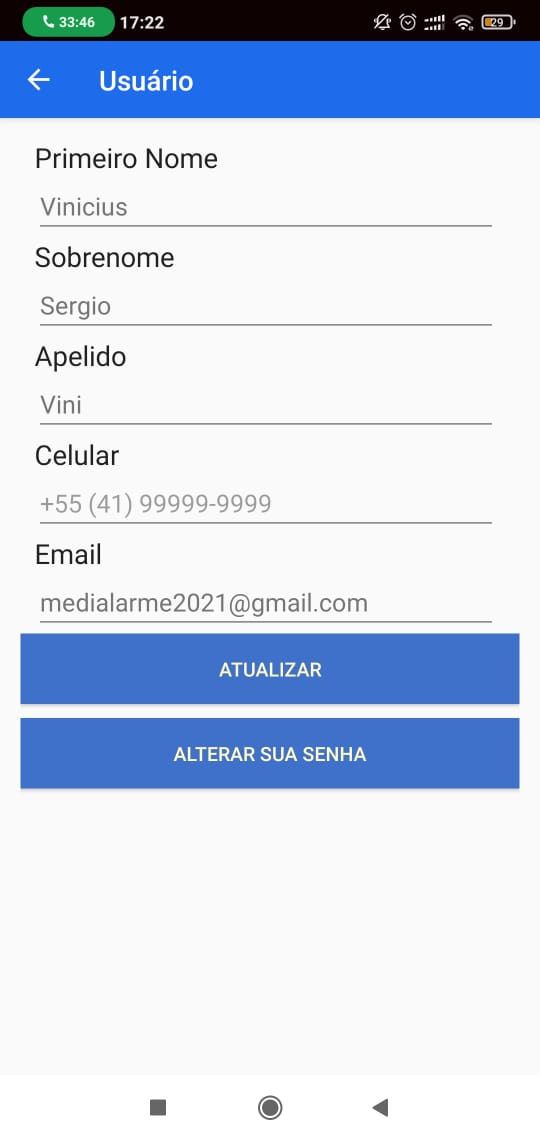 33:46 17:22 29
Usuário
Primeiro Nome
Vinicius
Sobrenome
Sergio
Apelido
Vini
Celular
+55 (41) 99999-9999
Email
medialarme2021@gmail.com
ATUALIZAR
ALTERAR SUA SENHA